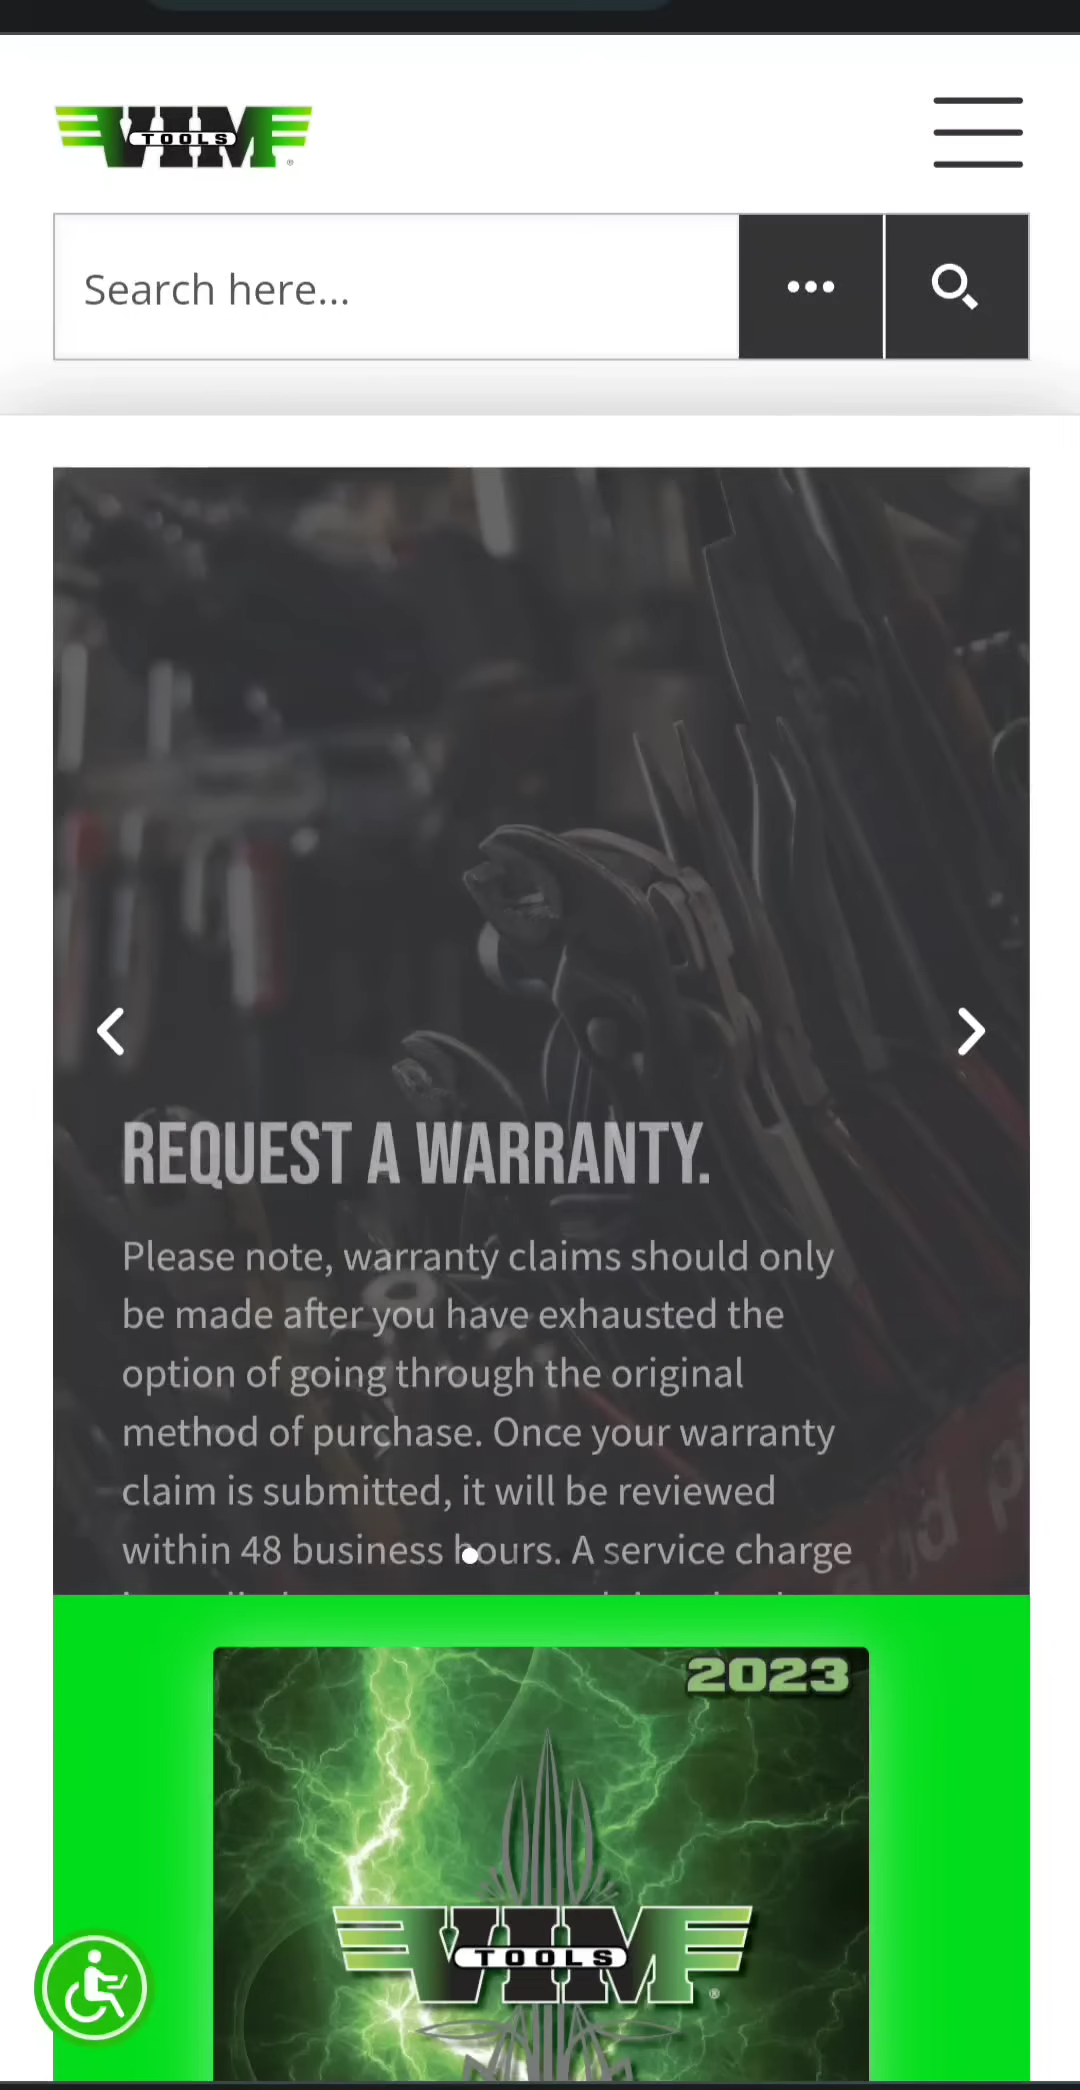 VIM
TOOLS
®
Search here...
REQUEST A WARRANTY.
Please note, warranty claims should only
be made after you have exhausted the
option of going through the original
method of purchase. Once your warranty
claim is submitted, it will be reviewed
within 48 business hours. A service charge
2023
VIM
TOOLS
®